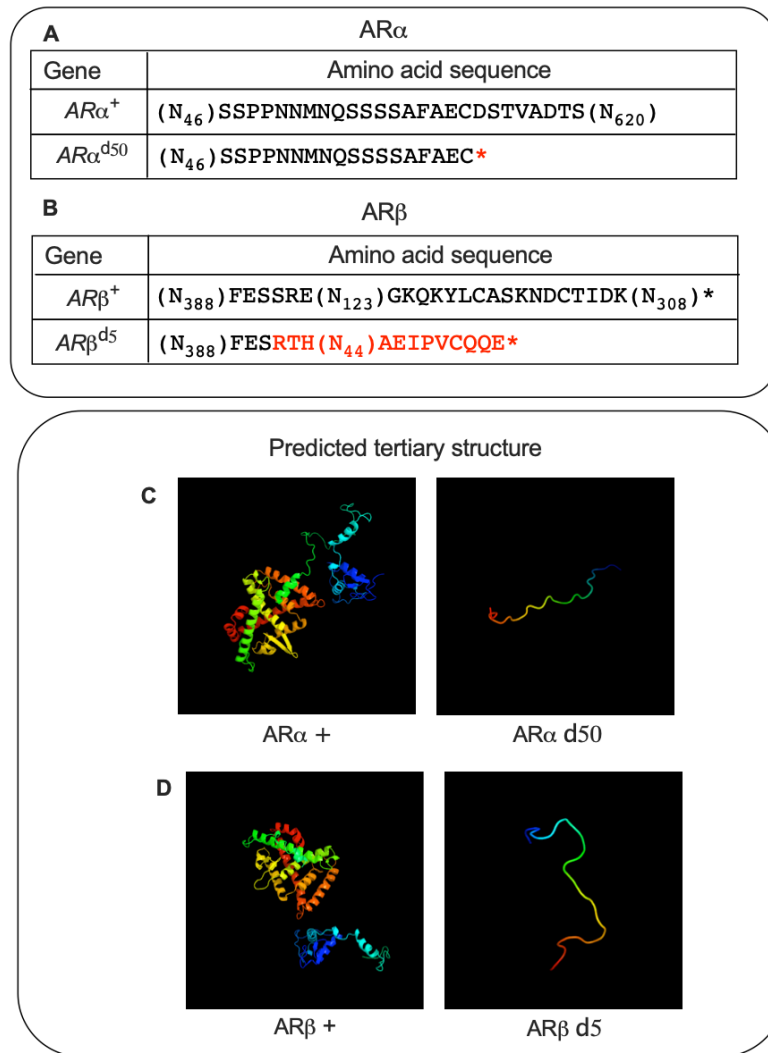 A ARα
Gene Amino acid sequence
ARα⁺ (N₄₆)SSPPNNMNQSSSSAFAECDSTVADTS(N₆₂₀)
ARαᵈ⁵⁰ (N₄₆)SSPPNNMNQSSSSAFAEC*
B ARβ
Gene Amino acid sequence
ARβ⁺ (N₃₈₈)FESSRE(N₁₂₃)GKQKYLCASKNDCTIDK(N₃₀₈)*
ARβᵈ⁵ (N₃₈₈)FESRTH(N₄₄)AEIPVCQQE*
Predicted tertiary structure
C
ARα + ARα d50
D
ARβ + ARβ d5